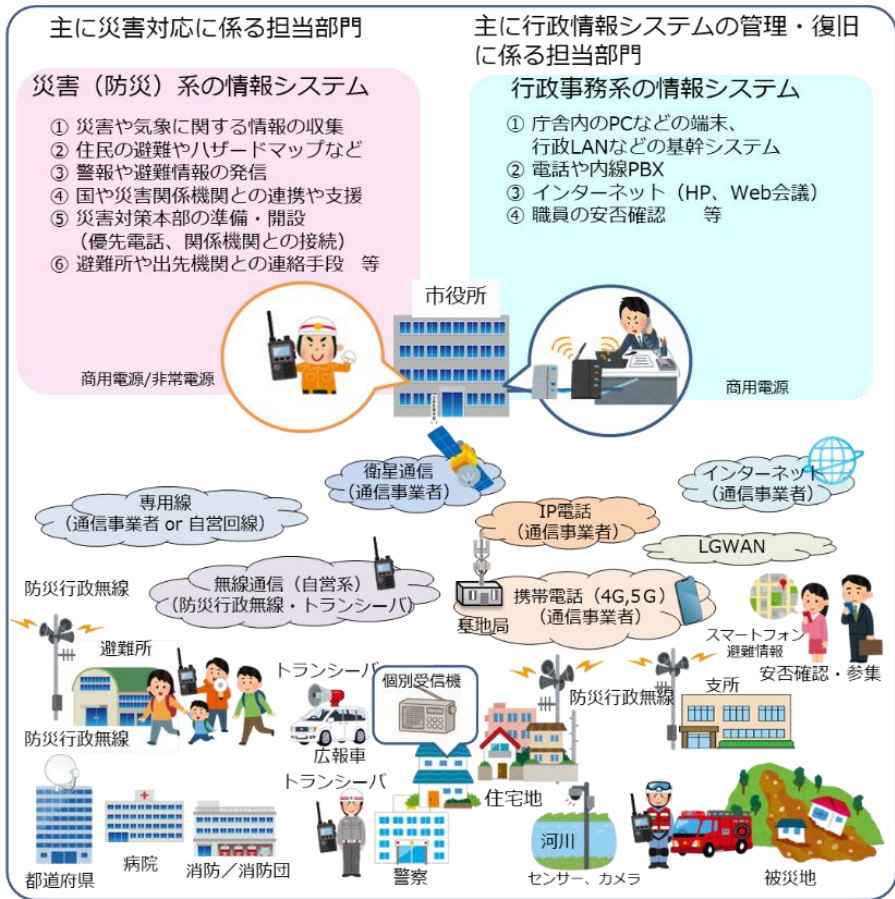 主に災害対応に係る担当部門
主に行政情報システムの管理・復旧
に係る担当部門
災害（防災）系の情報システム
① 災害や気象に関する情報の収集
② 住民の避難やハザードマップなど
③ 警報や避難情報の発信
④ 国や災害関係機関との連携や支援
⑤ 災害対策本部の準備・開設
（優先電話、関係機関との接続）
⑥ 避難所や出先機関との連絡手段　等
商用電源/非常電源
行政事務系の情報システム
① 庁舎内のPCなどの端末、
行政LANなどの基幹システム
② 電話や内線PBX
③ インターネット（HP、Web会議）
④ 職員の安否確認　等
商用電源
市役所
衛星通信
（通信事業者）
インターネット
（通信事業者）
専用線
（通信事業者 or 自営回線）
IP電話
（通信事業者）
LGWAN
防災行政無線
無線通信（自営系）
（防災行政無線・トランシーバ）
基地局
携帯電話（4G,5G）
（通信事業者）
スマートフォン
避難情報
安否確認・参集
避難所
防災行政無線
トランシーバ
広報車
個別受信機
防災行政無線
支所
住宅地
トランシーバ
都道府県
病院
消防／消防団
警察
河川
センサー、カメラ
被災地